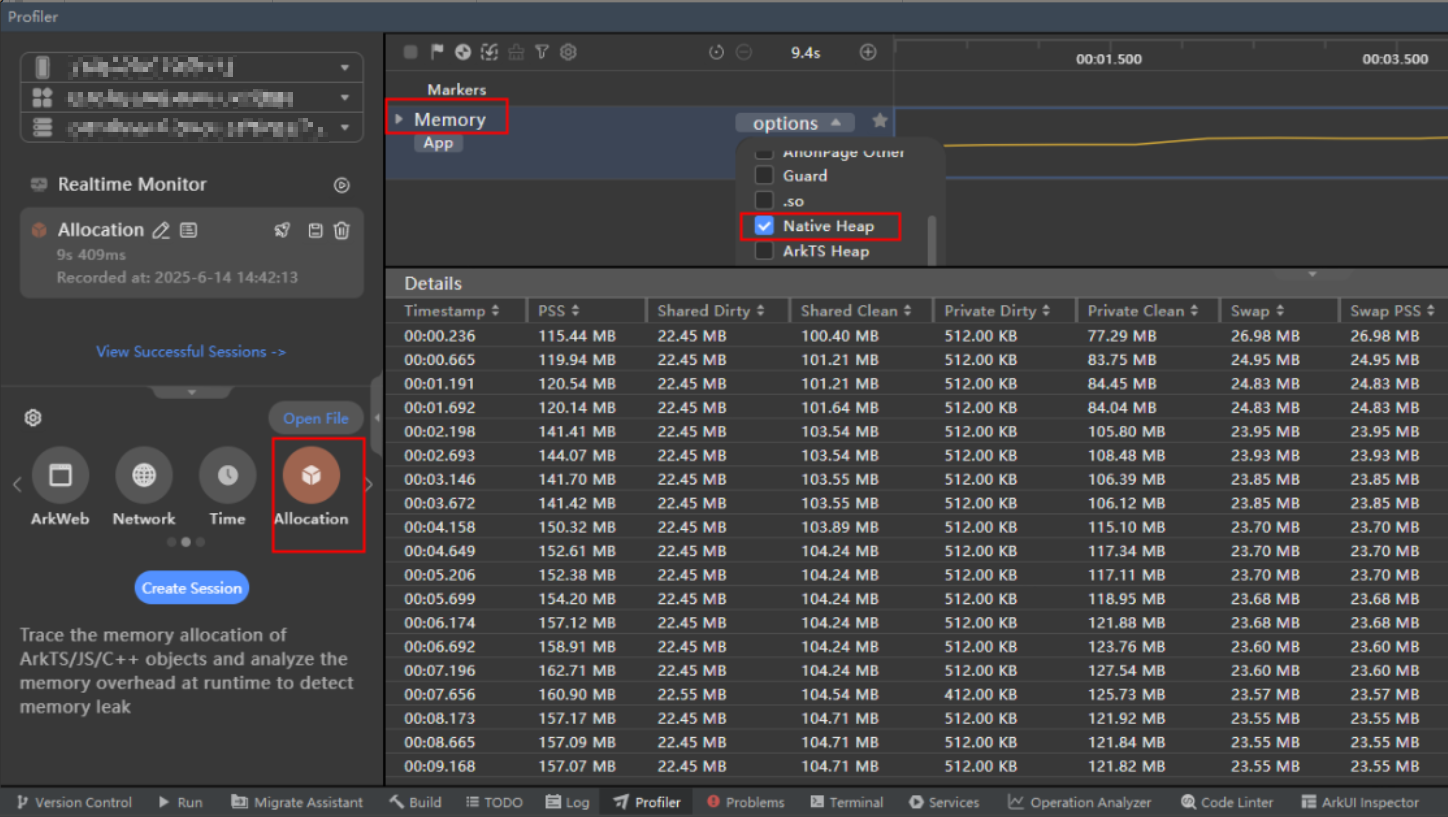 Profiler
Realtime Monitor
Allocation
9s 409ms
Recorded at: 2025-6-14 14:42:13
View Successful Sessions ->
Open File
ArkWeb Network Time Allocation
Create Session
Trace the memory allocation of
ArkTS/JS/C++ objects and analyze the
memory overhead at runtime to detect
memory leak
9.4s 00:01.500 00:03.500
Markers
Memory options
App
AnonPage Other
Guard
.so
Native Heap
ArkTS Heap
Details
Timestamp PSS Shared Dirty Shared Clean Private Dirty Private Clean Swap Swap PSS
00:00.236 115.44 MB 22.45 MB 100.40 MB 512.00 KB 77.29 MB 26.98 MB 26.98 MB
00:00.665 119.94 MB 22.45 MB 101.21 MB 512.00 KB 83.75 MB 24.95 MB 24.95 MB
00:01.191 120.54 MB 22.45 MB 101.21 MB 512.00 KB 84.45 MB 24.83 MB 24.83 MB
00:01.692 120.14 MB 22.45 MB 101.64 MB 512.00 KB 84.04 MB 24.83 MB 24.83 MB
00:02.198 141.41 MB 22.45 MB 103.54 MB 512.00 KB 105.80 MB 23.95 MB 23.95 MB
00:02.693 144.07 MB 22.45 MB 103.54 MB 512.00 KB 108.48 MB 23.93 MB 23.93 MB
00:03.146 141.70 MB 22.45 MB 103.55 MB 512.00 KB 106.39 MB 23.85 MB 23.85 MB
00:03.672 141.42 MB 22.45 MB 103.55 MB 512.00 KB 106.12 MB 23.85 MB 23.85 MB
00:04.158 150.32 MB 22.45 MB 103.89 MB 512.00 KB 115.10 MB 23.70 MB 23.70 MB
00:04.649 152.61 MB 22.45 MB 104.24 MB 512.00 KB 117.34 MB 23.70 MB 23.70 MB
00:05.206 152.38 MB 22.45 MB 104.24 MB 512.00 KB 117.11 MB 23.70 MB 23.70 MB
00:05.699 154.20 MB 22.45 MB 104.24 MB 512.00 KB 118.95 MB 23.68 MB 23.68 MB
00:06.174 157.12 MB 22.45 MB 104.24 MB 512.00 KB 121.88 MB 23.68 MB 23.68 MB
00:06.692 158.91 MB 22.45 MB 104.24 MB 512.00 KB 123.76 MB 23.60 MB 23.60 MB
00:07.196 162.71 MB 22.45 MB 104.24 MB 512.00 KB 127.54 MB 23.60 MB 23.60 MB
00:07.656 160.90 MB 22.55 MB 104.54 MB 412.00 KB 125.73 MB 23.57 MB 23.57 MB
00:08.173 157.17 MB 22.45 MB 104.71 MB 512.00 KB 121.92 MB 23.55 MB 23.55 MB
00:08.665 157.09 MB 22.45 MB 104.71 MB 512.00 KB 121.84 MB 23.55 MB 23.55 MB
00:09.168 157.07 MB 22.45 MB 104.71 MB 512.00 KB 121.82 MB 23.55 MB 23.55 MB
Version Control Run Migrate Assistant Build TODO Log Profiler Problems Terminal Services Operation Analyzer Code Linter ArkUI Inspector